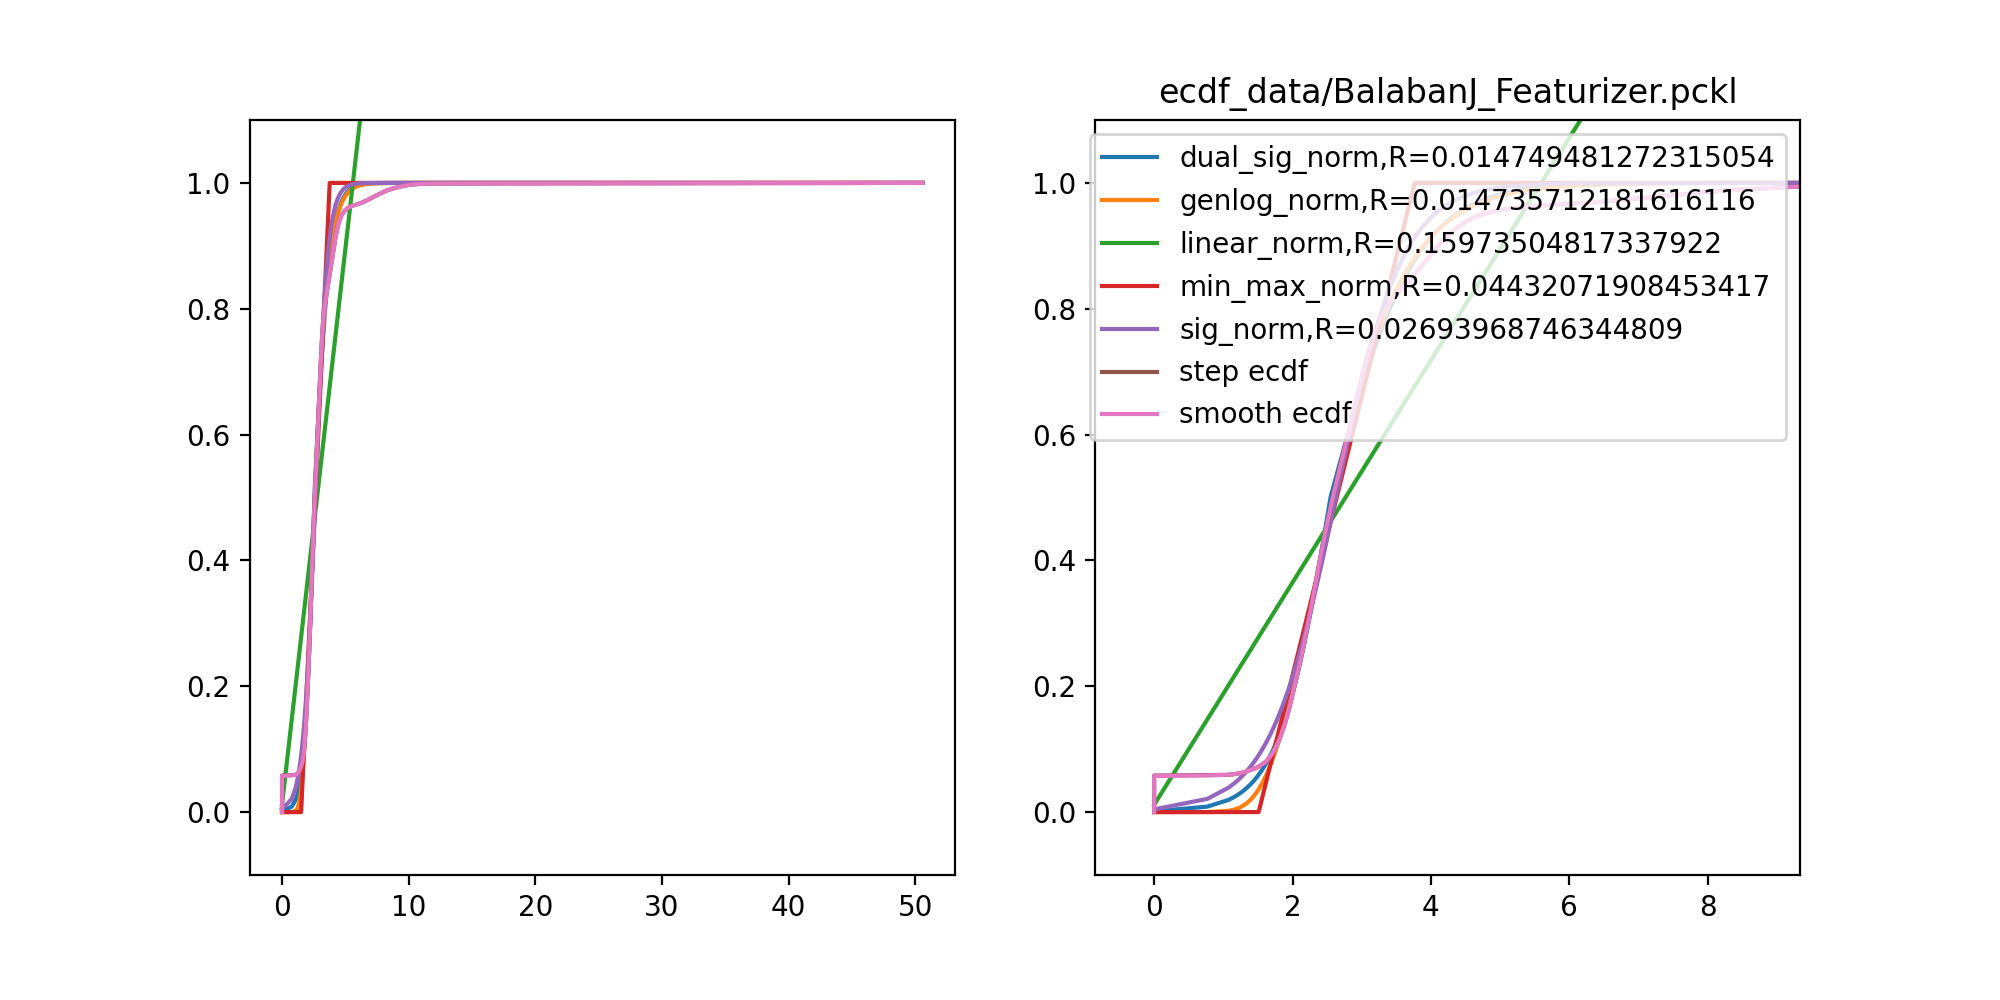 ecdf_data/BalabanJ_Featurizer.pckl
1.0
0.8
0.6
0.4
0.2
0.0
0 10 20 30 40 50
dual_sig_norm,R=0.014749481272315054
genlog_norm,R=0.014735712181616116
linear_norm,R=0.15973504817337922
min_max_norm,R=0.04432071908453417
sig_norm,R=0.02693968746344809
step ecdf
smooth ecdf
1.0
0.8
0.6
0.4
0.2
0.0
0 2 4 6 8